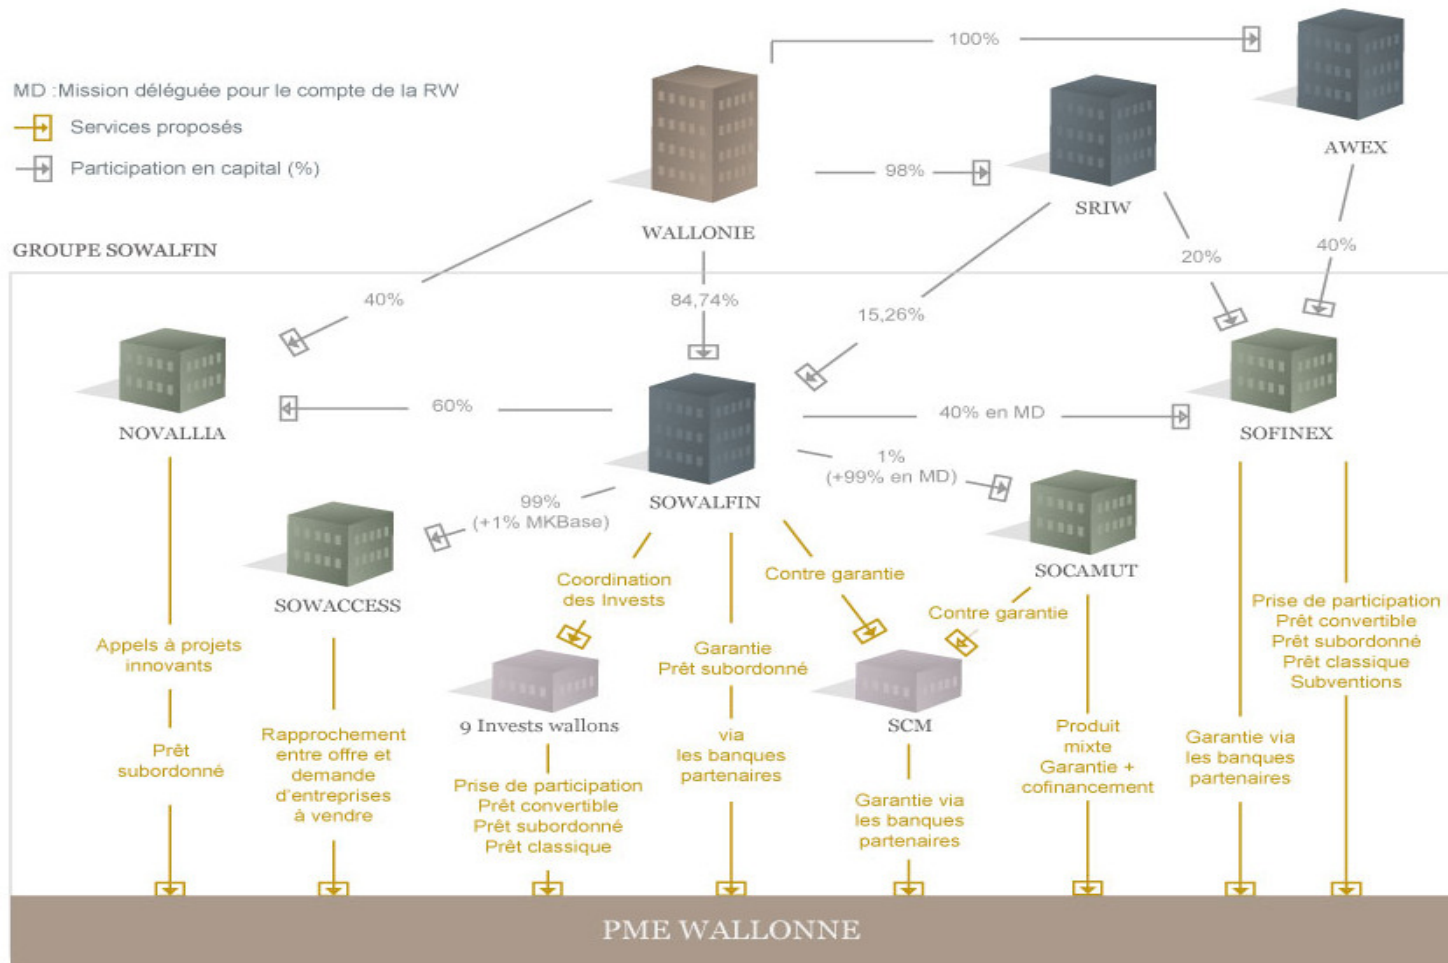 100%
MD :Mission déléguée pour le compte de la RW
Services proposés
Participation en capital (%)
AWEX
98%
SRIW
WALLONIE
GROUPE SOWALFIN
40%
84,74%
15,26%
20%
40%
NOVALLIA
60%
SOWALFIN
40% en MD
SOFINEX
1%
(+99% en MD)
99%
(+1% MKBase)
SOWACCESS
SOCAMUT
Coordination
des Invests
Contre garantie
Contre garantie
Appels à projets
innovants
Prêt
subordonné
Rapprochement
entre offre et
demande
d'entreprises
à vendre
9 Invests wallons
Prise de participation
Prêt convertible
Prêt subordonné
Prêt classique
Garantie
Prêt subordonné
via
les banques
partenaires
SCM
Garantie via
les banques
partenaires
Produit
mixte
Garantie +
cofinancement
Garantie via
les banques
partenaires
Prise de participation
Prêt convertible
Prêt subordonné
Prêt classique
Subventions
PME WALLONNE